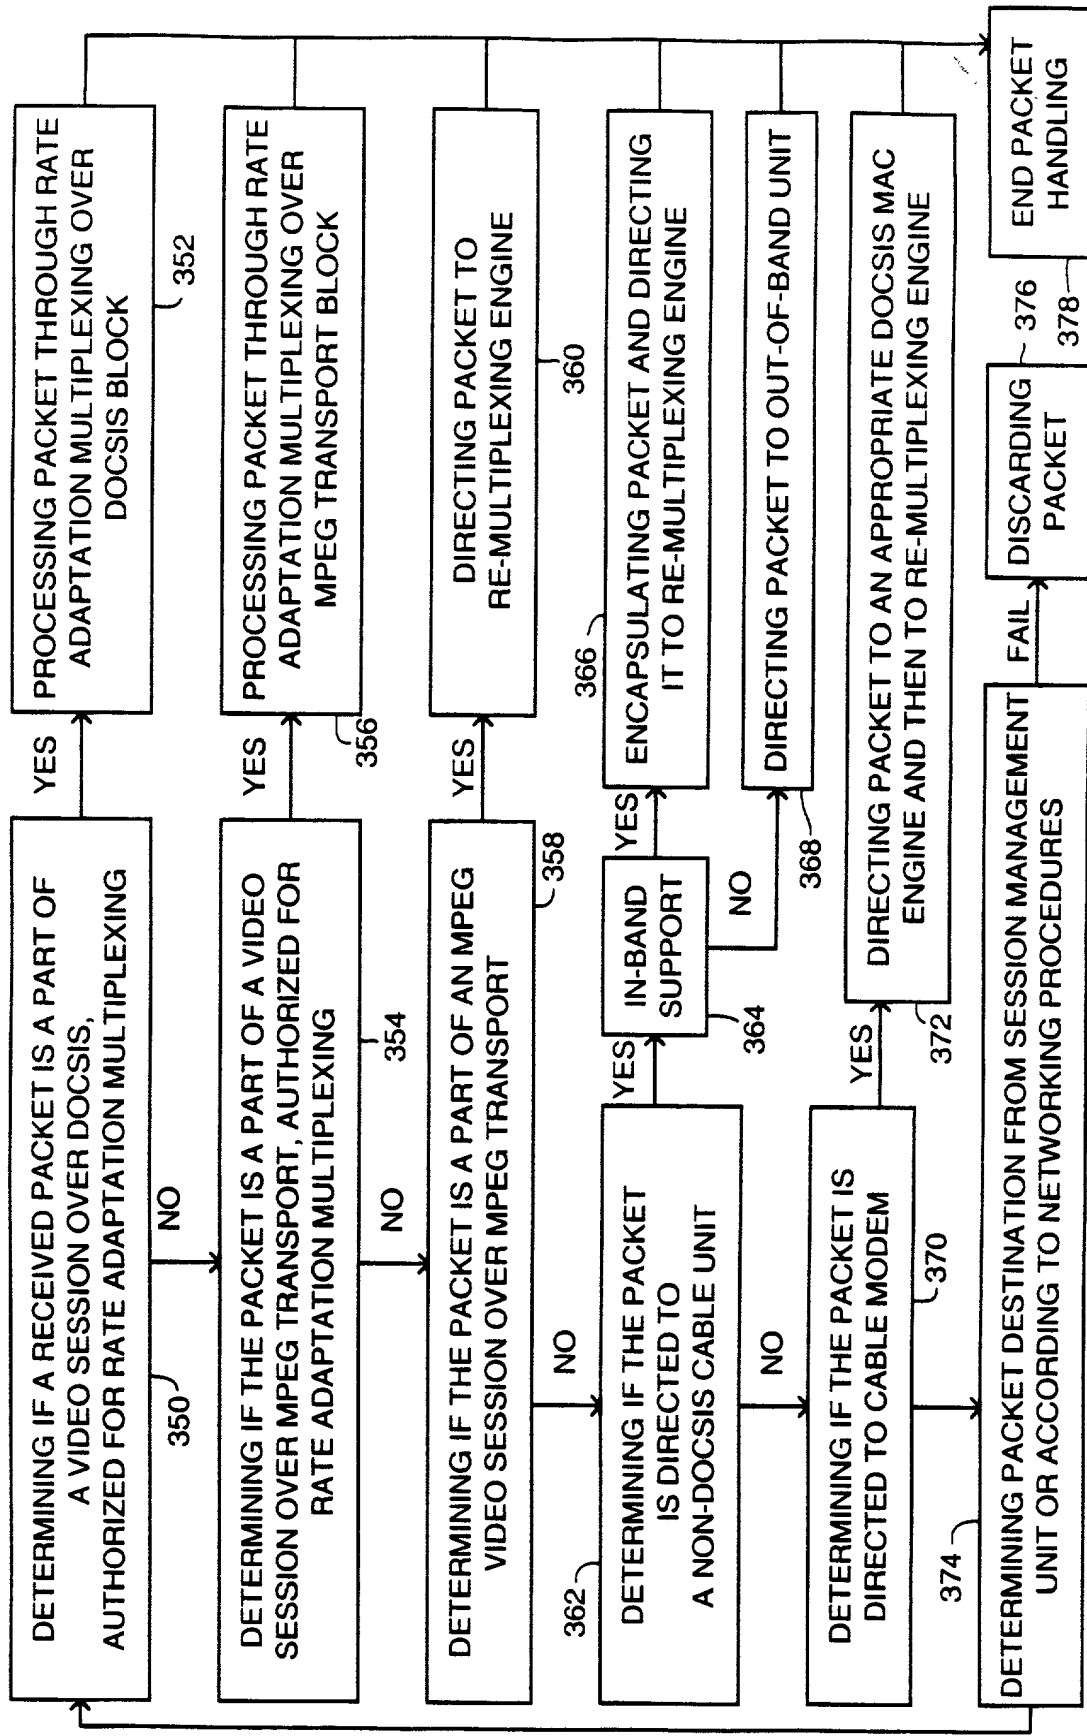 DETERMINING IF A RECEIVED PACKET IS A PART OF
A VIDEO SESSION OVER DOCSIS,
AUTHORIZED FOR RATE ADAPTATION MULTIPLEXING
350
YES
PROCESSING PACKET THROUGH RATE
ADAPTATION MULTIPLEXING OVER
DOCSIS BLOCK
352
NO
DETERMINING IF THE PACKET IS A PART OF A VIDEO
SESSION OVER MPEG TRANSPORT, AUTHORIZED FOR
RATE ADAPTATION MULTIPLEXING
354
YES
PROCESSING PACKET THROUGH RATE
ADAPTATION MULTIPLEXING OVER
MPEG TRANSPORT BLOCK
356
NO
DETERMINING IF THE PACKET IS A PART OF AN MPEG
VIDEO SESSION OVER MPEG TRANSPORT
358
YES
DIRECTING PACKET TO
RE-MULTIPLEXING ENGINE
360
NO
362
DETERMINING IF THE PACKET
IS DIRECTED TO
A NON-DOCSIS CABLE UNIT
YES
IN-BAND
SUPPORT
364
YES
366
ENCAPSULATING PACKET AND DIRECTING
IT TO RE-MULTIPLEXING ENGINE
NO
DIRECTING PACKET TO OUT-OF-BAND UNIT
368
NO
DETERMINING IF THE PACKET IS
DIRECTED TO CABLE MODEM
370
YES
DIRECTING PACKET TO AN APPROPRIATE DOCSIS MAC
ENGINE AND THEN TO RE-MULTIPLEXING ENGINE
372
374
DETERMINING PACKET DESTINATION FROM SESSION MANAGEMENT
UNIT OR ACCORDING TO NETWORKING PROCEDURES
FAIL
DISCARDING
PACKET
376
END PACKET
HANDLING
378